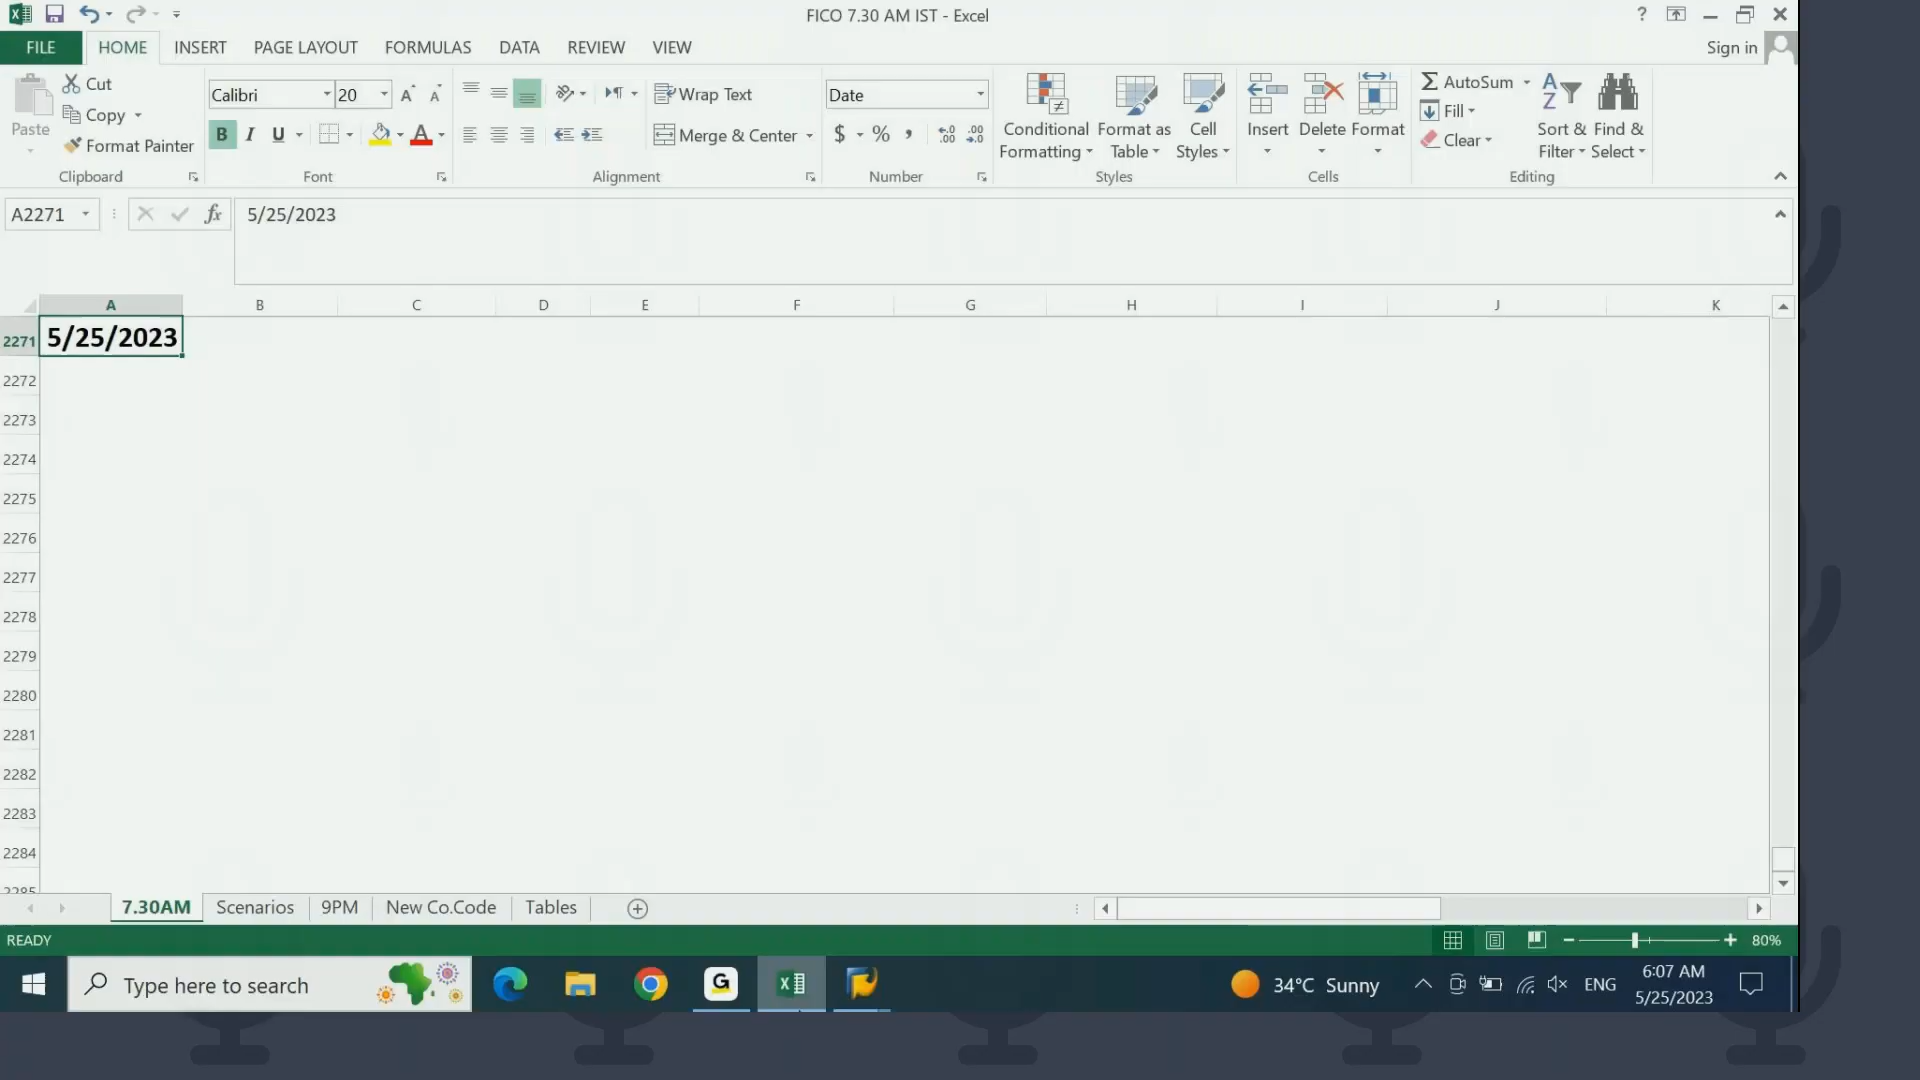 FICO 7.30 AM IST - Excel
?
FILE HOME INSERT PAGE LAYOUT FORMULAS DATA REVIEW VIEW
Sign in
Paste
Cut
Copy
Format Painter
Clipboard
Calibri 20
B I U
Font
Wrap Text
Merge & Center
Alignment
Date
$ % ,
Number
Conditional Formatting
Format as Table
Cell Styles
Styles
Insert Delete Format
Cells
AutoSum
Fill
Clear
Sort & Filter
Find & Select
Editing
A2271
fx
5/25/2023
A B C D E F G H I J K
2271 5/25/2023
2272
2273
2274
2275
2276
2277
2278
2279
2280
2281
2282
2283
2284
2285
7.30AM Scenarios 9PM New Co.Code Tables
READY
80%
Type here to search
34°C Sunny
ENG
6:07 AM
5/25/2023